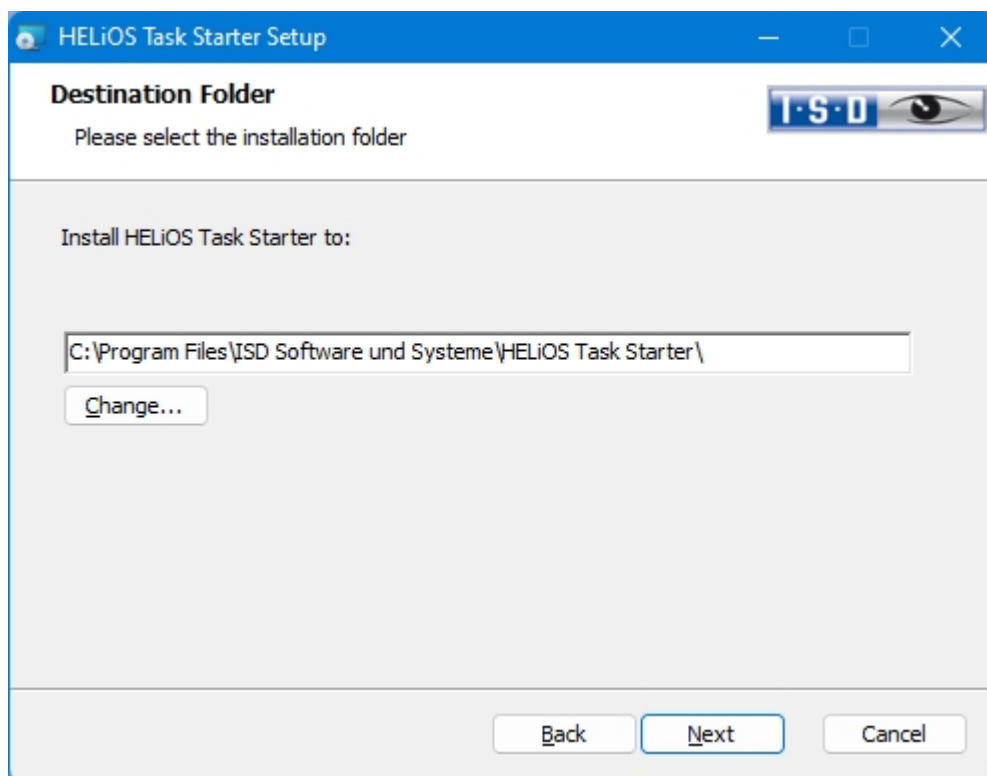 HELiOS Task Starter Setup
Destination Folder
I·S·D
Please select the installation folder
Install HELiOS Task Starter to:
C:\Program Files\ISD Software und Systeme\HELiOS Task Starter\
Change...
Back Next Cancel